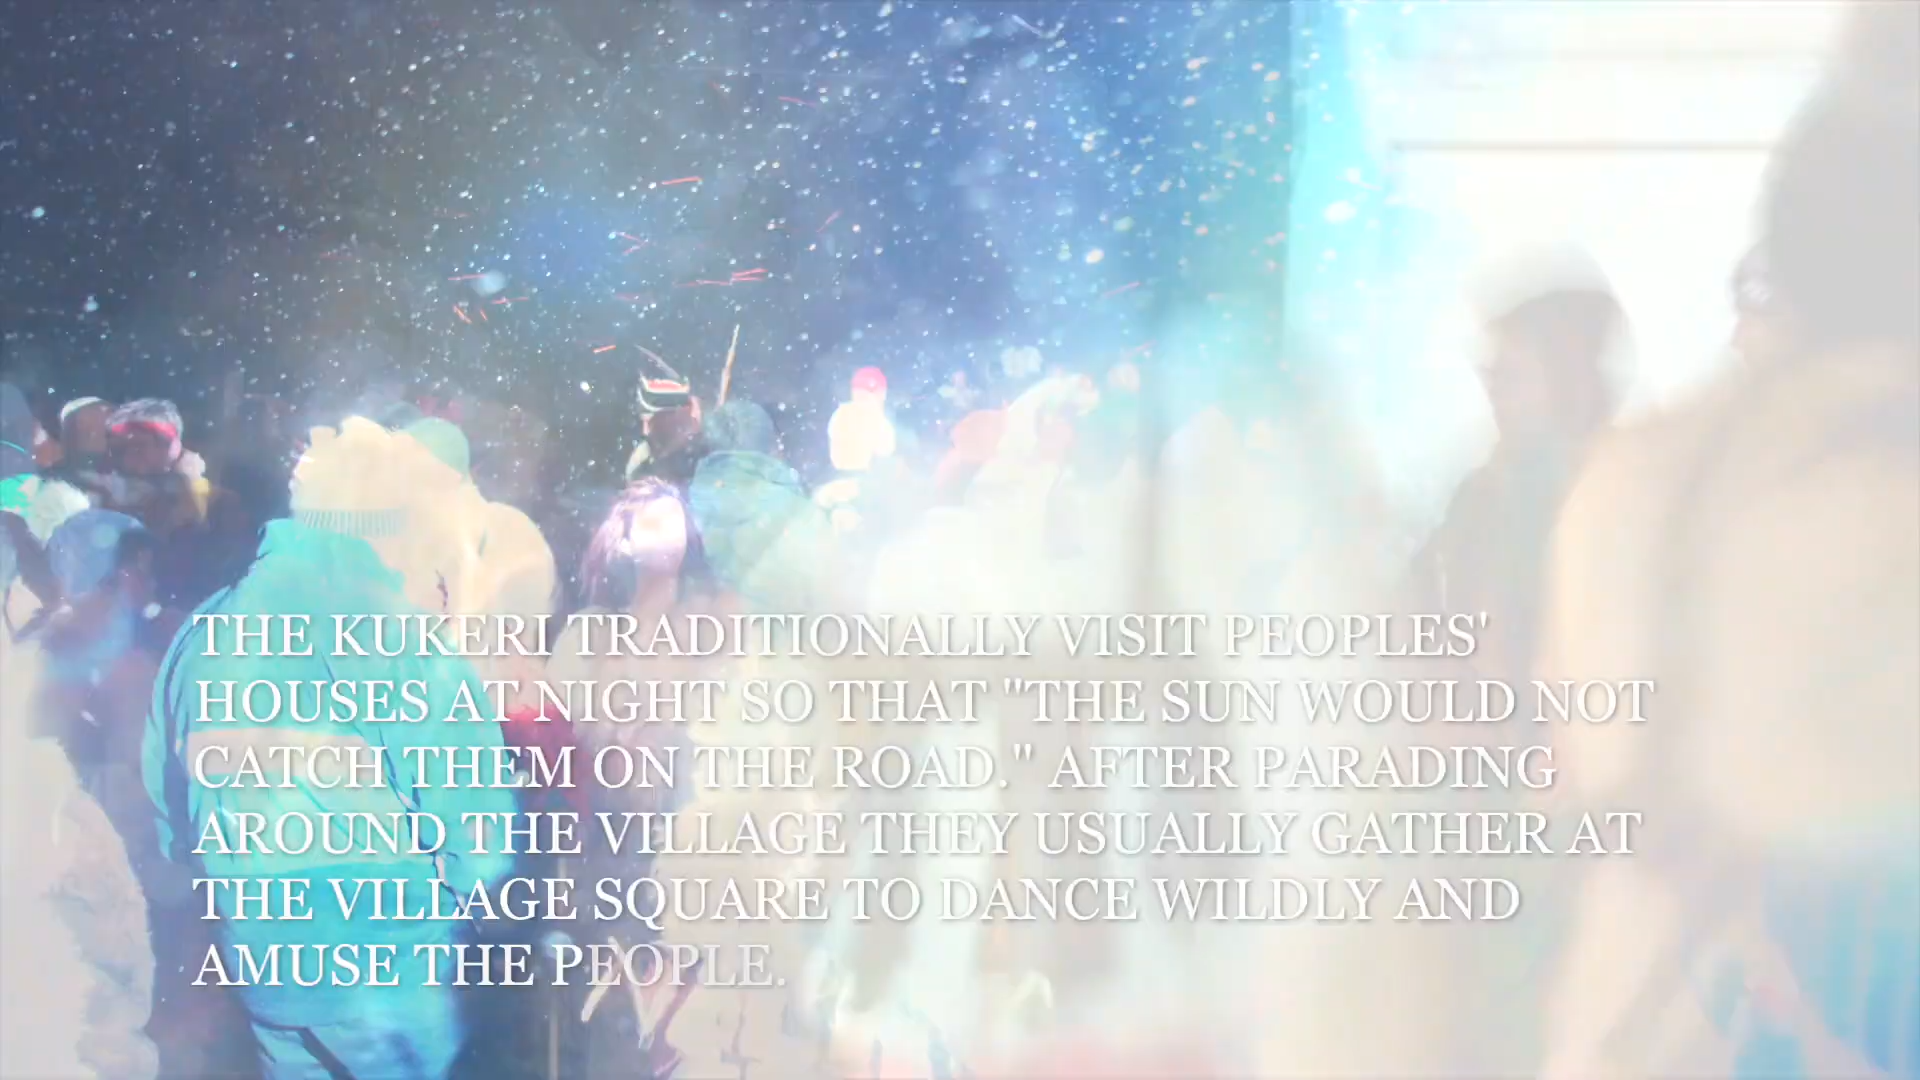 THE KUKERI TRADITIONALLY VISIT PEOPLES'
HOUSES AT NIGHT SO THAT "THE SUN WOULD NOT
CATCH THEM ON THE ROAD." AFTER PARADING
AROUND THE VILLAGE THEY USUALLY GATHER AT
THE VILLAGE SQUARE TO DANCE WILDLY AND
AMUSE THE PEOPLE.